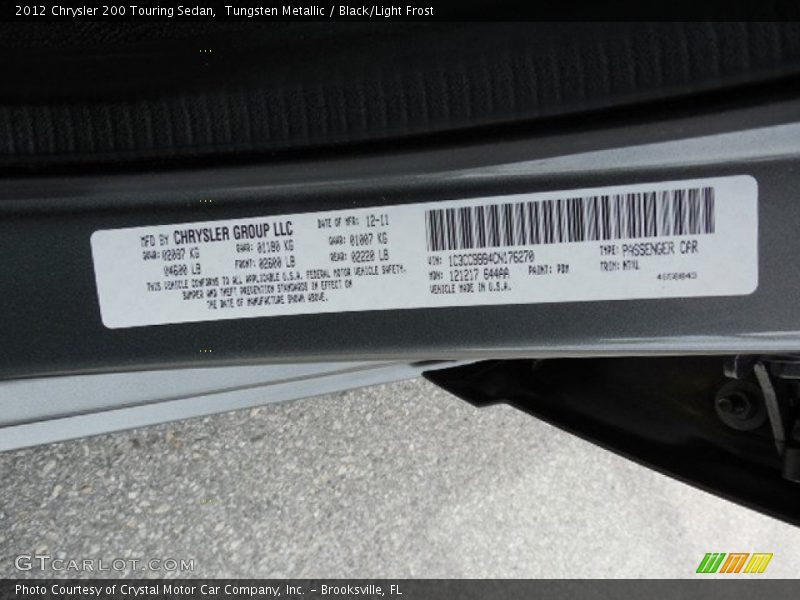 2012 Chrysler 200 Touring Sedan,  Tungsten Metallic / Black/Light Frost
MFD BY CHRYSLER GROUP LLC
DATE OF MFR: 12-11
GVWR: 02087 KG
GAWR: 01180 KG
GAWR: 01007 KG
04600 LB
FRONT: 02600 LB
REAR: 02220 LB
THIS VEHICLE CONFORMS TO ALL APPLICABLE U.S.A. FEDERAL MOTOR VEHICLE SAFETY,
BUMPER AND THEFT PREVENTION STANDARDS IN EFFECT ON
THE DATE OF MANUFACTURE SHOWN ABOVE.
VIN:
TYPE: PASSENGER CAR
MDH: 121217 644AA
PAINT: PDM
TRIM:
VEHICLE MADE IN U.S.A.
GTCARLOT.COM
Photo Courtesy of Crystal Motor Car Company, Inc. – Brooksville, FL